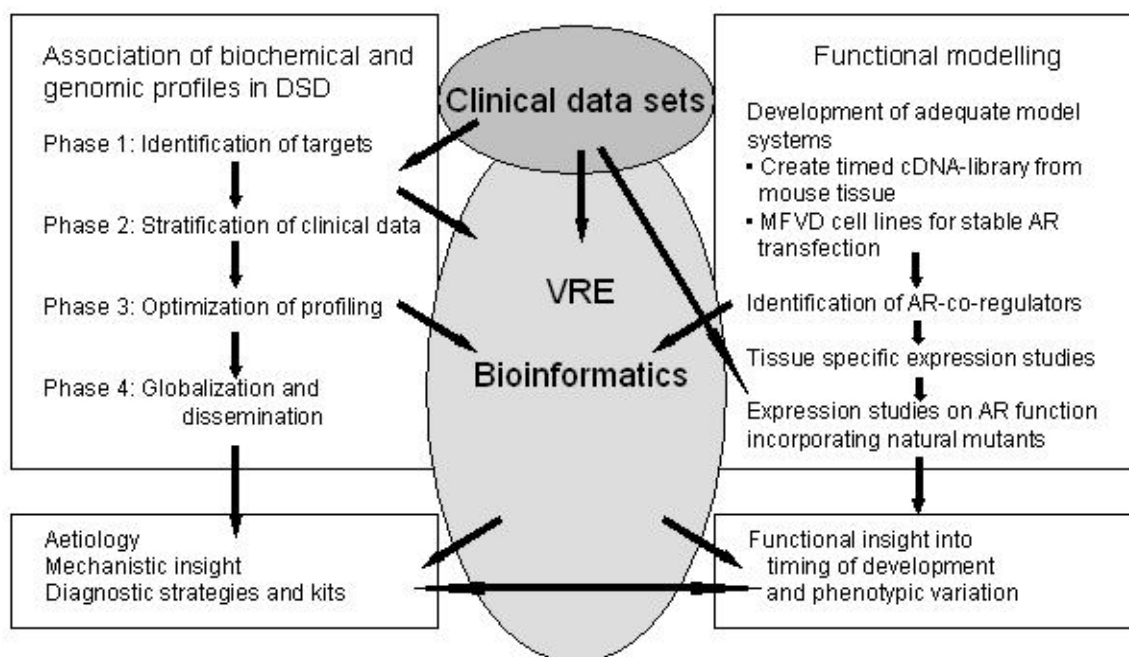 Association of biochemical and
genomic profiles in DSD
Phase 1: Identification of targets
Phase 2: Stratification of clinical data
Phase 3: Optimization of profiling
Phase 4: Globalization and
dissemination
Clinical data sets
VRE
Bioinformatics
Functional modelling
Development of adequate model
systems
▪ Create timed cDNA-library from
mouse tissue
▪ MFVD cell lines for stable AR
transfection
Identification of AR-co-regulators
Tissue specific expression studies
Expression studies on AR function
incorporating natural mutants
Aetiology
Mechanistic insight
Diagnostic strategies and kits
Functional insight into
timing of development
and phenotypic variation